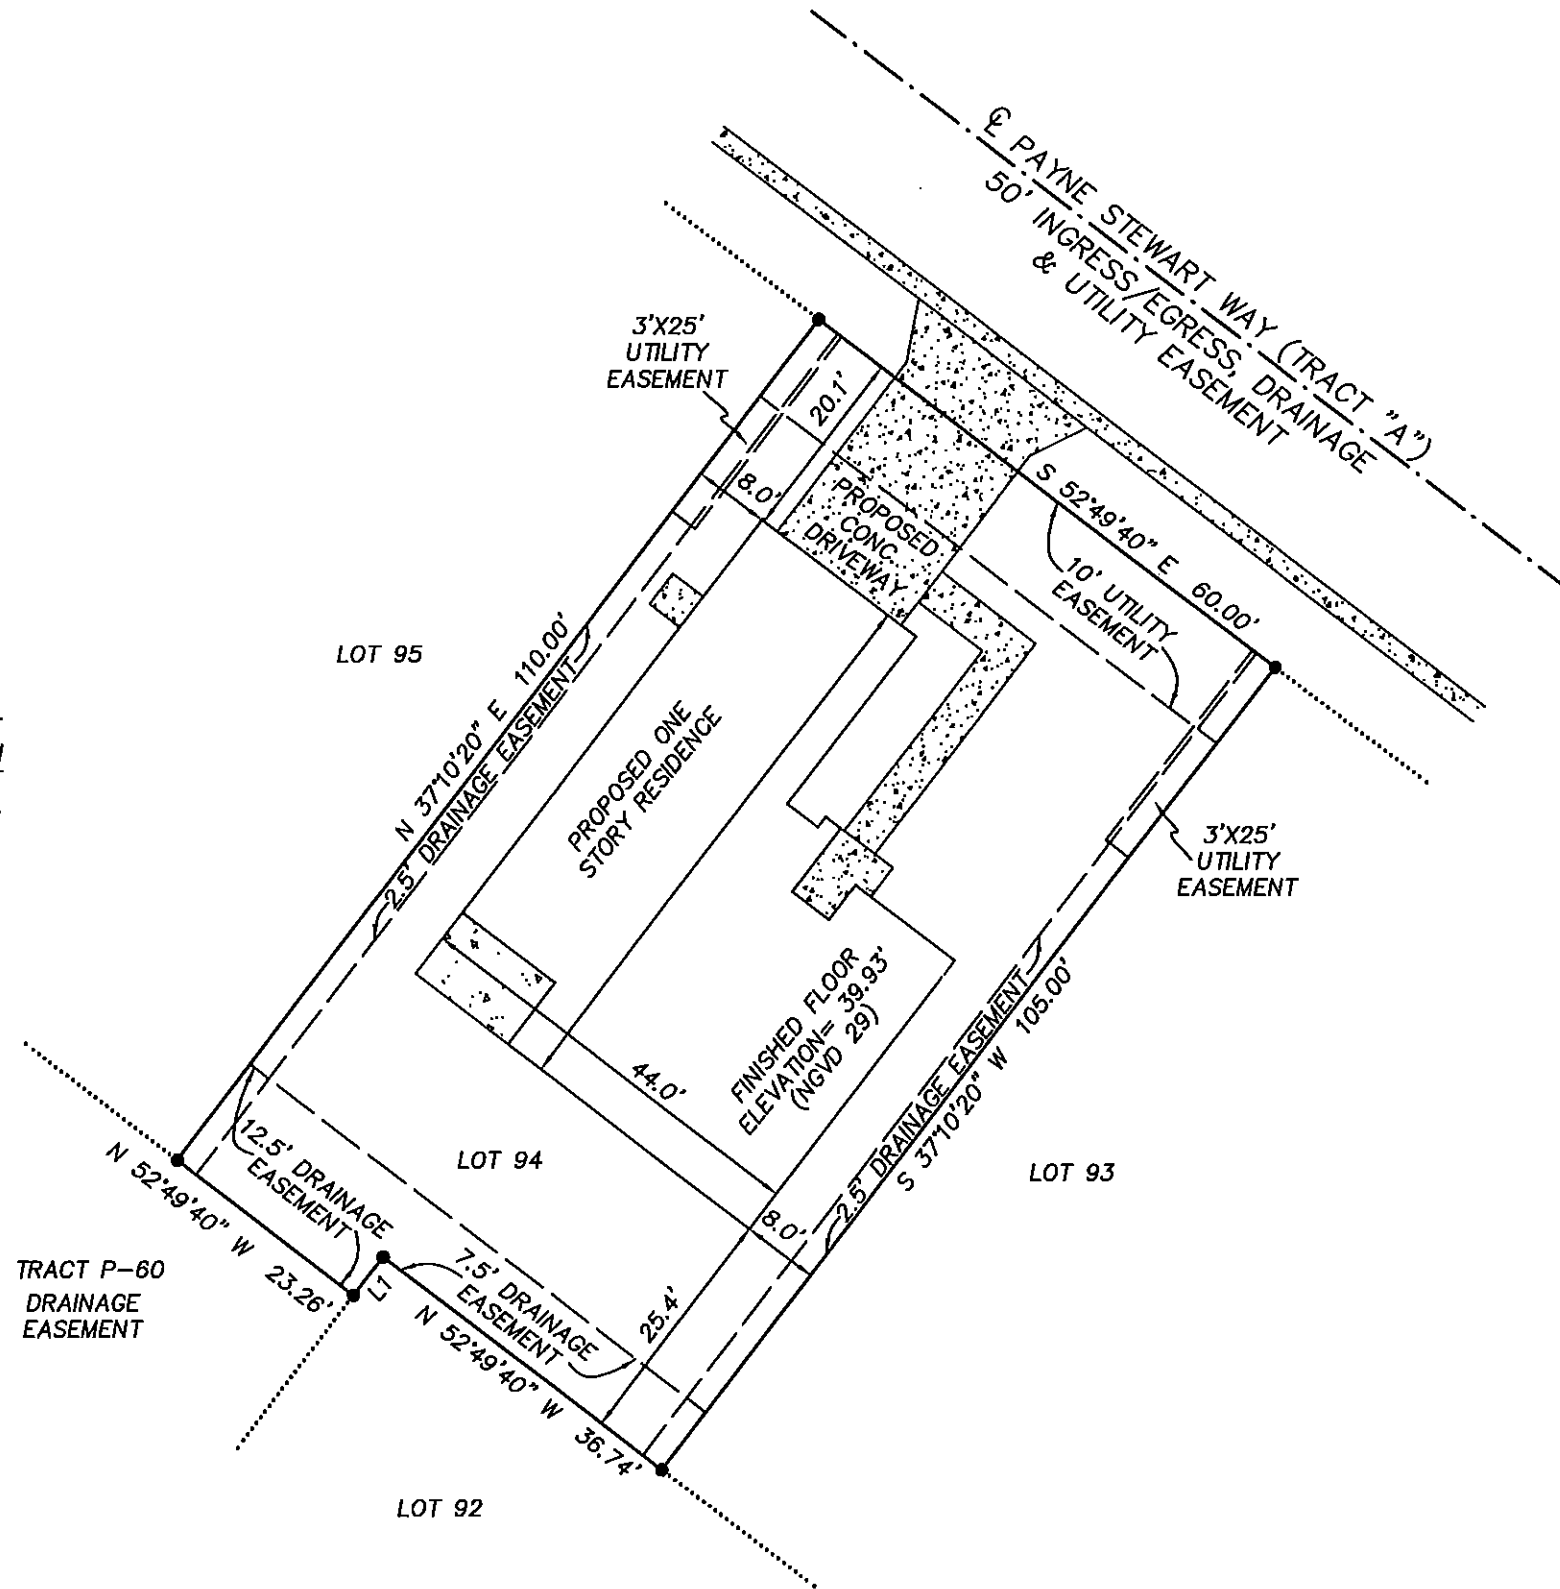 ℄ PAYNE STEWART WAY (TRACT "A")
50' INGRESS/EGRESS, DRAINAGE
& UTILITY EASEMENT
3'X25'
UTILITY
EASEMENT
20.1'
8.0'
PROPOSED
CONC.
DRIVEWAY
S 52°49'40" E 60.00'
10' UTILITY
EASEMENT
LOT 95
N 37°10'20" E 110.00'
2.5' DRAINAGE EASEMENT
PROPOSED ONE
STORY RESIDENCE
3'X25'
UTILITY
EASEMENT
FINISHED FLOOR
ELEVATION= 39.93'
(NGVD 29)
44.0'
2.5' DRAINAGE EASEMENT
S 37°10'20" W 105.00'
LOT 94
LOT 93
12.5' DRAINAGE
EASEMENT
N 52°49'40" W 23.26'
8.0'
TRACT P-60
DRAINAGE
EASEMENT
L1
7.5' DRAINAGE
EASEMENT
25.4'
N 52°49'40" W 36.74'
LOT 92